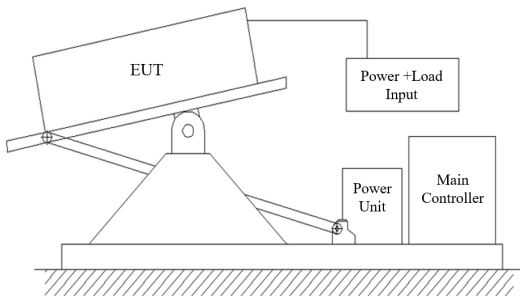 EUT
Power +Load
Input
Power
Unit
Main
Controller